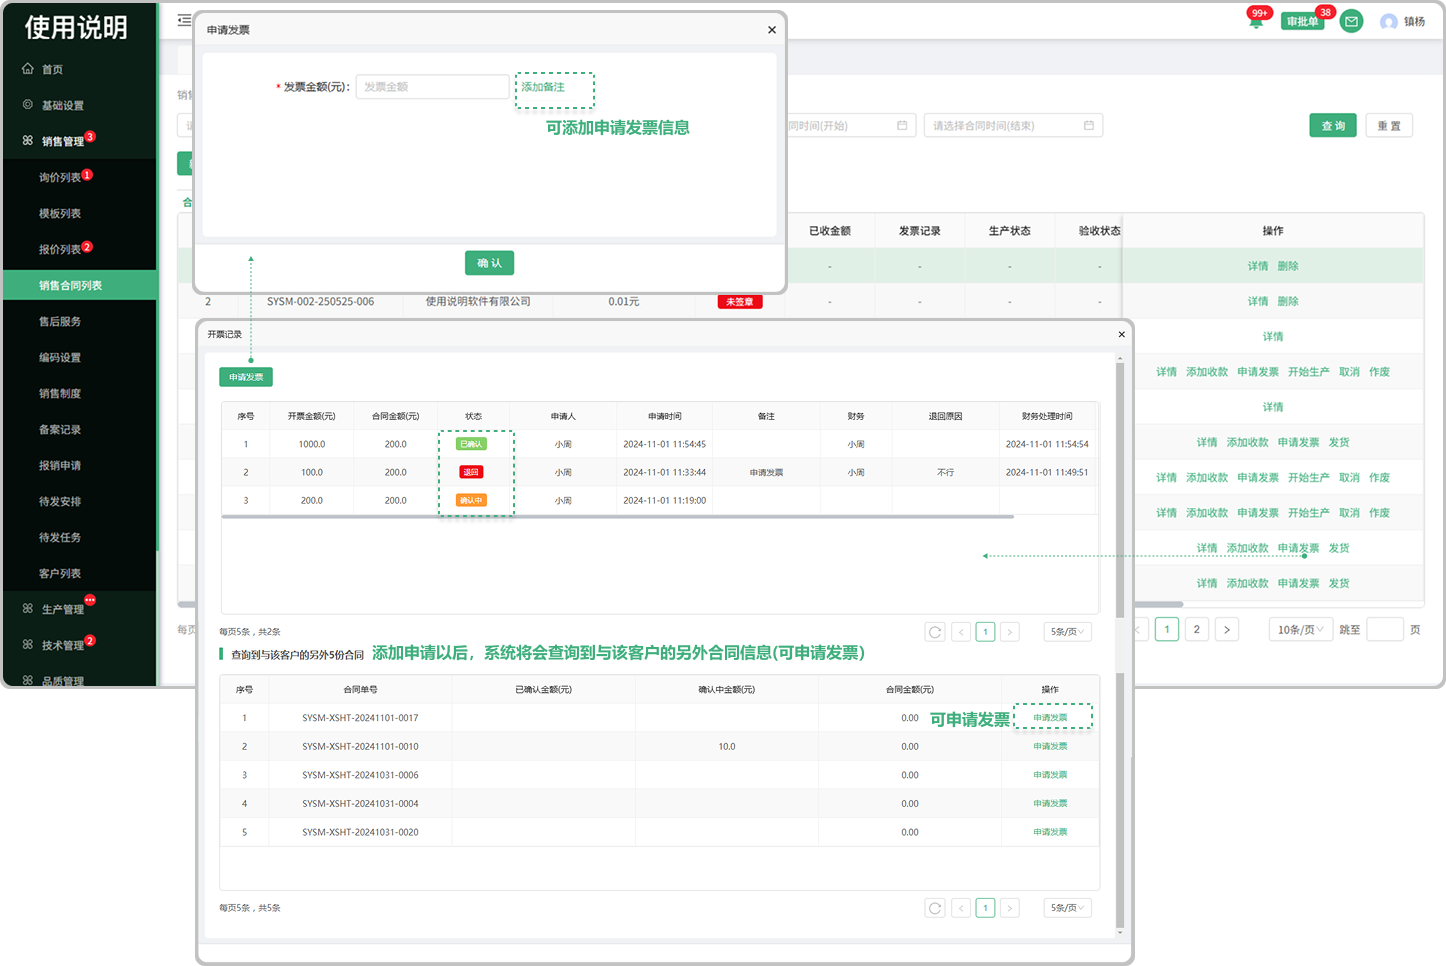 使用说明
首页
基础设置
销售管理 3
询价列表 1
模板列表
报价列表 2
销售合同列表
售后服务
编码设置
销售制度
备案记录
报销申请
待发安排
待发任务
客户列表
生产管理
技术管理 2
品质管理
99+
审批单 38
镇杨
申请发票
* 发票金额(元): 发票金额 添加备注
可添加申请发票信息
确 认
销售
同时间(开始) 请选择合同时间(结束) 查 询 重 置
合
已收金额 发票记录 生产状态 验收状态 操作
- - - - 详情 删除
2 SYSM-002-250525-006 使用说明软件有限公司 0.01元 未签章 - - - - 详情 删除
详情
详情 添加收款 申请发票 开始生产 取消 作废
详情
详情 添加收款 申请发票 发货
详情 添加收款 申请发票 开始生产 取消 作废
详情 添加收款 申请发票 开始生产 取消 作废
详情 添加收款 申请发票 发货
详情 添加收款 申请发票 发货
每页
1 2 10条/页 跳至 页
开票记录
申请发票
序号 开票金额(元) 合同金额(元) 状态 申请人 申请时间 备注 财务 退回原因 财务处理时间
1 1000.0 200.0 已确认 小周 2024-11-01 11:54:45 小周 2024-11-01 11:54:54
2 100.0 200.0 退回 小周 2024-11-01 11:33:44 申请发票 小周 不行 2024-11-01 11:49:51
3 200.0 200.0 确认中 小周 2024-11-01 11:19:00
每页5条，共2条 1 5条/页
查询到与该客户的另外5份合同 添加申请以后，系统将会查询到与该客户的另外合同信息(可申请发票)
序号 合同单号 已确认金额(元) 确认中金额(元) 合同金额(元) 操作
1 SYSM-XSHT-20241101-0017 0.00 可申请发票 申请发票
2 SYSM-XSHT-20241101-0010 10.0 0.00 申请发票
3 SYSM-XSHT-20241031-0006 0.00 申请发票
4 SYSM-XSHT-20241031-0004 0.00 申请发票
5 SYSM-XSHT-20241031-0020 0.00 申请发票
每页5条，共5条 1 5条/页